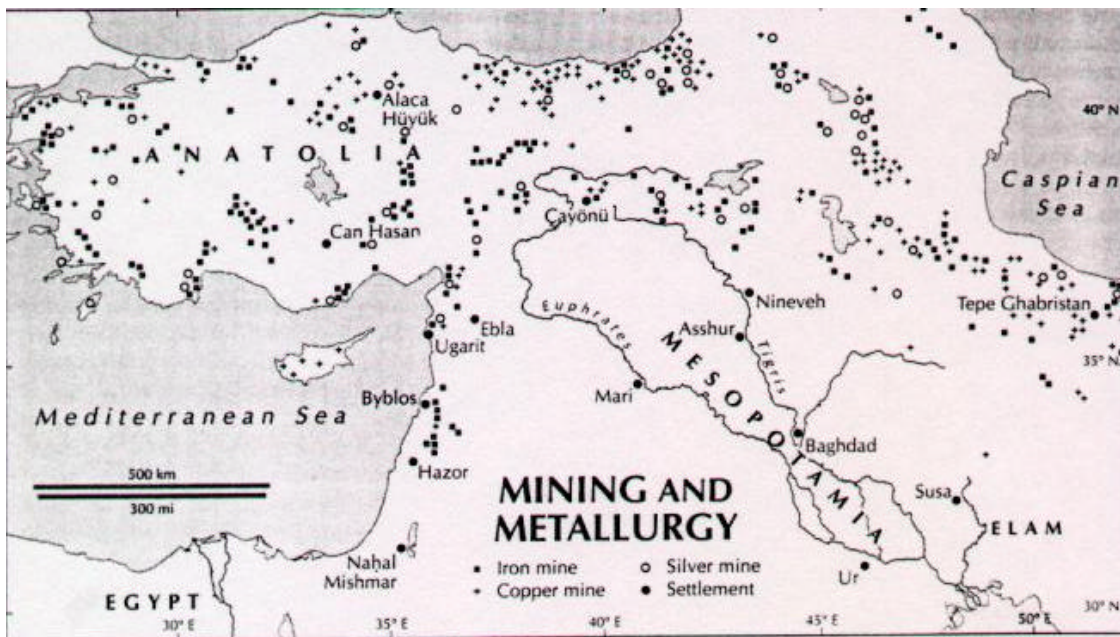 40° N
Alaca
Hüyük
ANATOLIA
Caspian
Sea
Çayönü
Can Hasan
Nineveh
Tepe Ghabristan
Euphrates
Ebla
Asshur
Ugarit
Tigris
35° N
MESOPOTAMIA
Mari
Byblos
Mediterranean Sea
Baghdad
Hazor
500 km
300 mi
MINING AND
METALLURGY
Susa
ELAM
Iron mine
Silver mine
Copper mine
Settlement
Naḥal
Mishmar
Ur
EGYPT
30° N
30° E
35°
40°
45°
50°